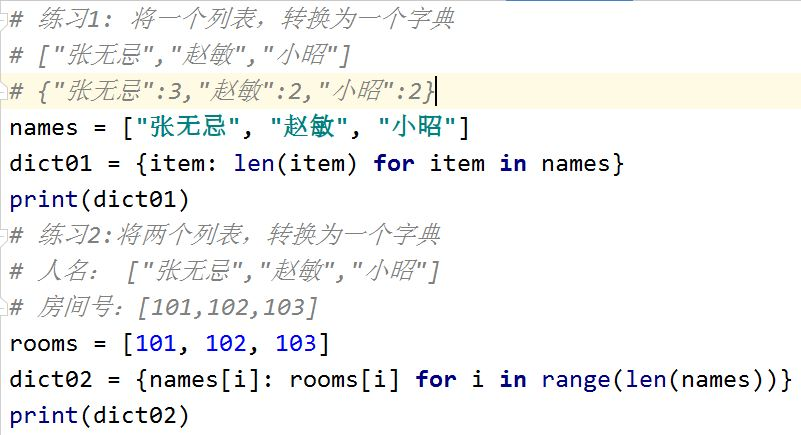 # 练习1: 将一个列表，转换为一个字典
# ["张无忌","赵敏","小昭"]
# {"张无忌":3,"赵敏":2,"小昭":2}
names = ["张无忌", "赵敏", "小昭"]
dict01 = {item: len(item) for item in names}
print(dict01)
# 练习2:将两个列表，转换为一个字典
# 人名： ["张无忌","赵敏","小昭"]
# 房间号：[101,102,103]
rooms = [101, 102, 103]
dict02 = {names[i]: rooms[i] for i in range(len(names))}
print(dict02)